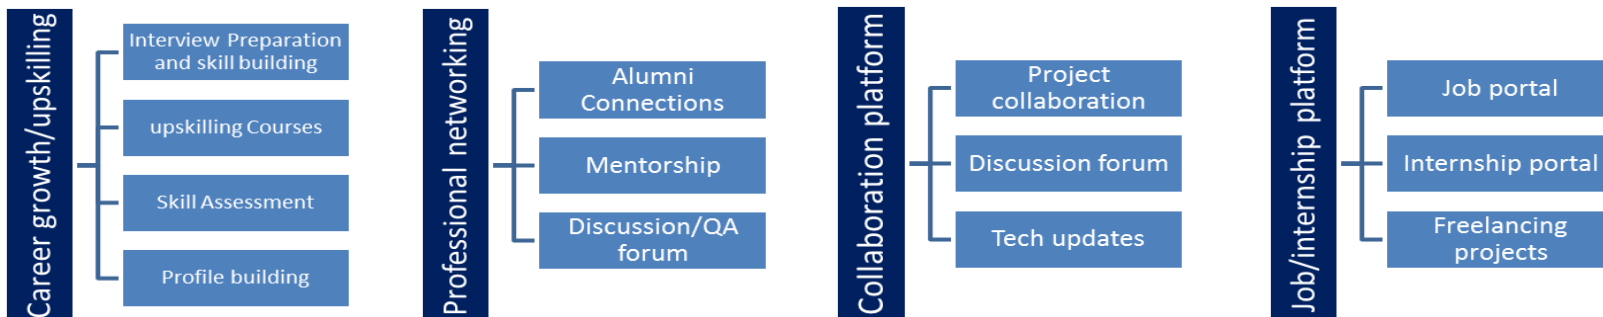 Career growth/upskilling
Interview Preparation
and skill building
upskilling Courses
Skill Assessment
Profile building
Professional networking
Alumni
Connections
Mentorship
Discussion/QA
forum
Collaboration platform
Project
collaboration
Discussion forum
Tech updates
Job/internship platform
Job portal
Internship portal
Freelancing
projects